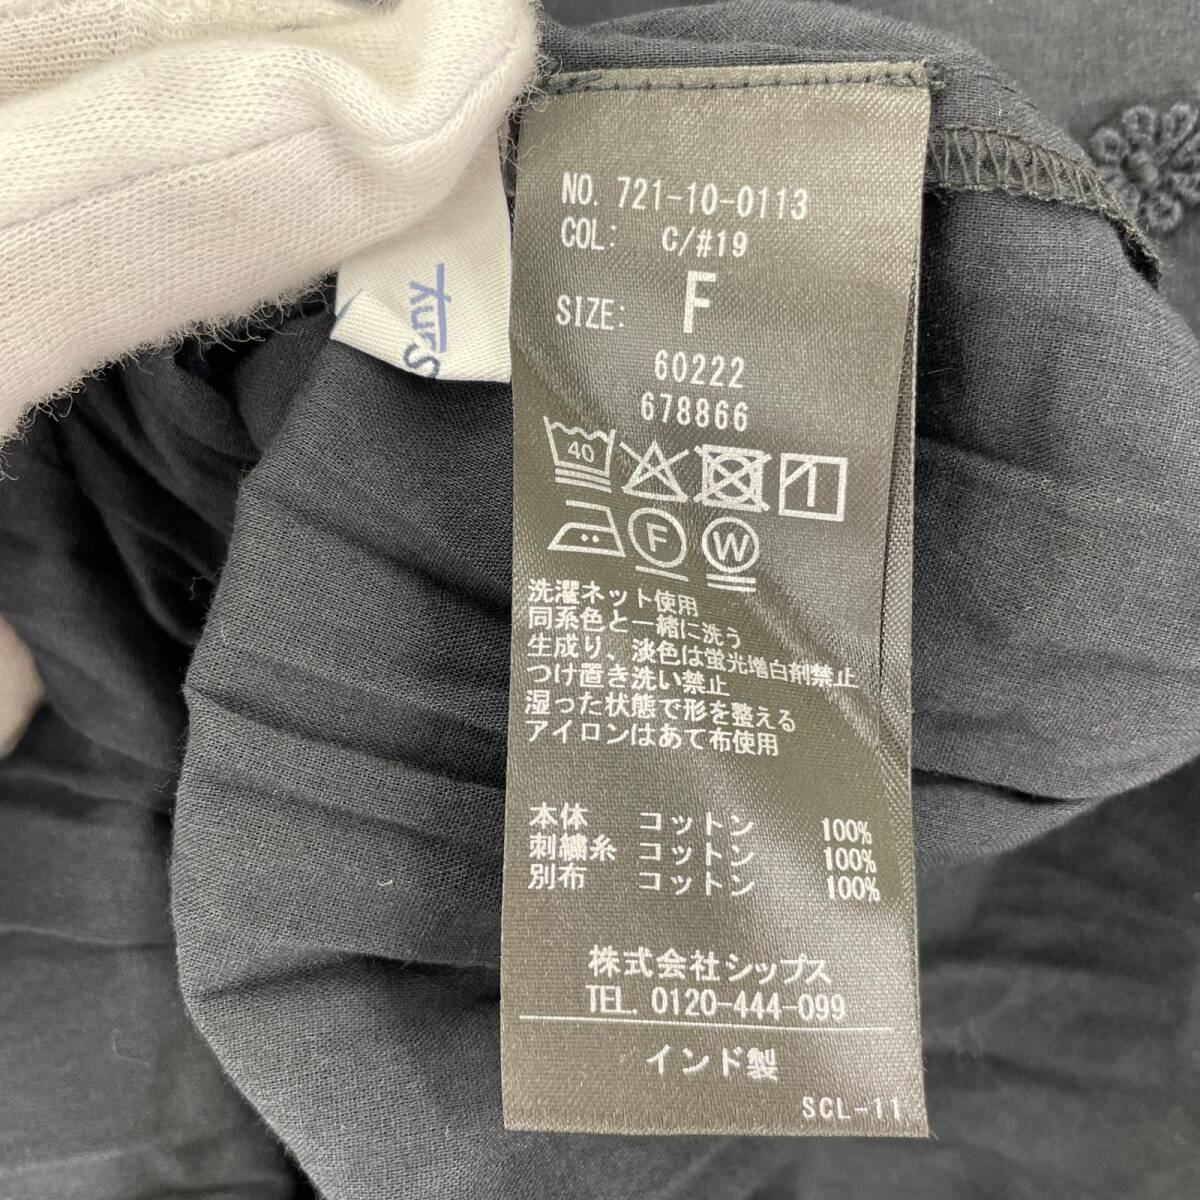 NO. 721-10-0113
COL: C/#19
SIZE: F
60222
678866
40
F W
洗濯ネット使用
同系色と一緒に洗う
生成り、淡色は蛍光増白剤禁止
つけ置き洗い禁止
湿った状態で形を整える
アイロンはあて布使用
本体 コットン 100%
刺繍糸 コットン 100%
別布 コットン 100%
株式会社シップス
TEL. 0120-444-099
インド製
SCL-11